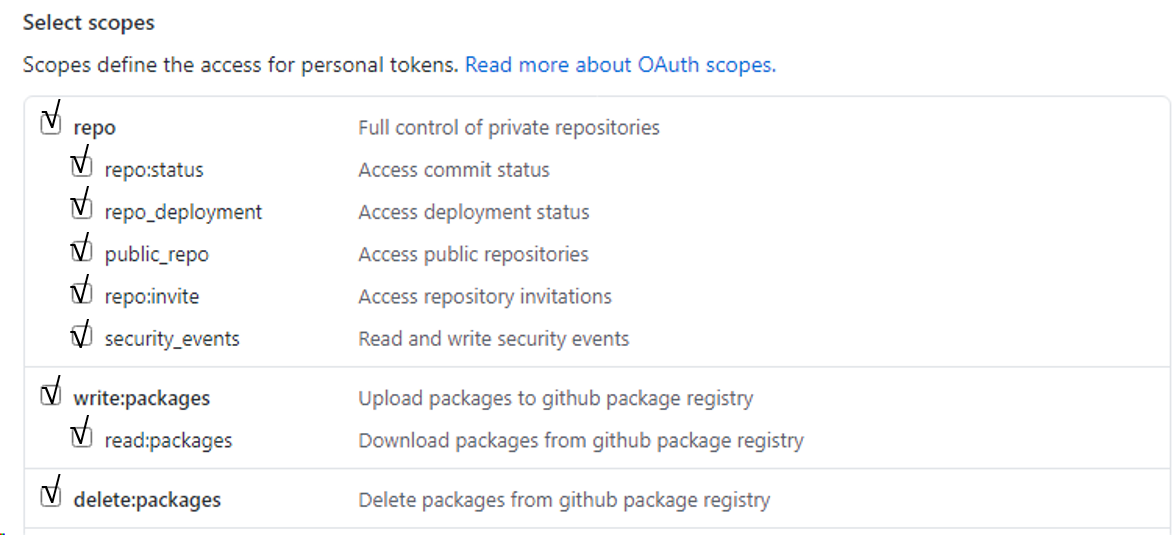 Select scopes
Scopes define the access for personal tokens. Read more about OAuth scopes.
repo Full control of private repositories
repo:status Access commit status
repo_deployment Access deployment status
public_repo Access public repositories
repo:invite Access repository invitations
security_events Read and write security events
write:packages Upload packages to github package registry
read:packages Download packages from github package registry
delete:packages Delete packages from github package registry